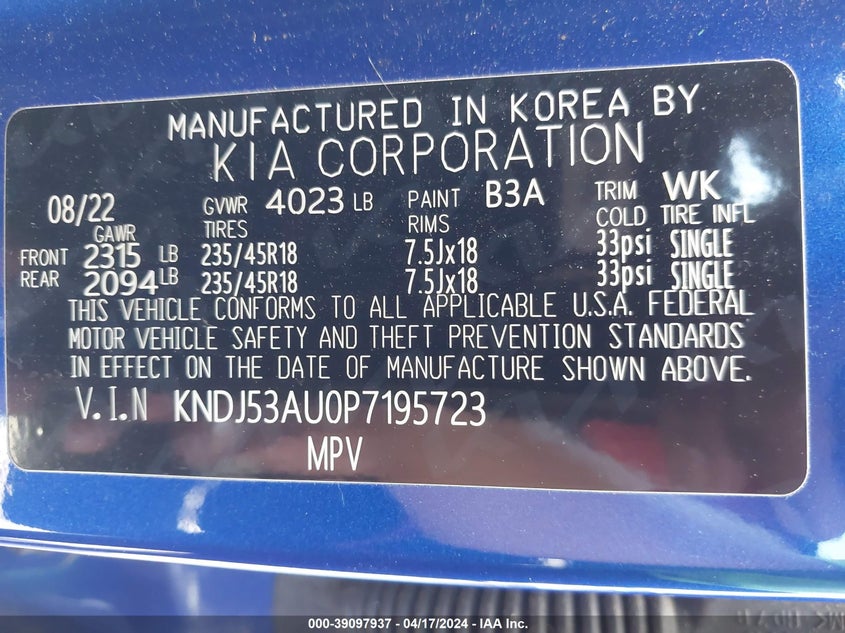 MANUFACTURED IN KOREA BY
KIA CORPORATION
08/22 GVWR 4023 LB PAINT B3A TRIM WK
GAWR TIRES RIMS COLD TIRE INFL
FRONT 2315 LB 235/45R18 7.5Jx18 33psi SINGLE
REAR 2094 LB 235/45R18 7.5Jx18 33psi SINGLE
THIS VEHICLE CONFORMS TO ALL APPLICABLE U.S.A. FEDERAL
MOTOR VEHICLE SAFETY AND THEFT PREVENTION STANDARDS
IN EFFECT ON THE DATE OF MANUFACTURE SHOWN ABOVE.
V.I.N KNDJ53AU0P7195723
MPV
000-39097937 - 04/17/2024 - IAA Inc.